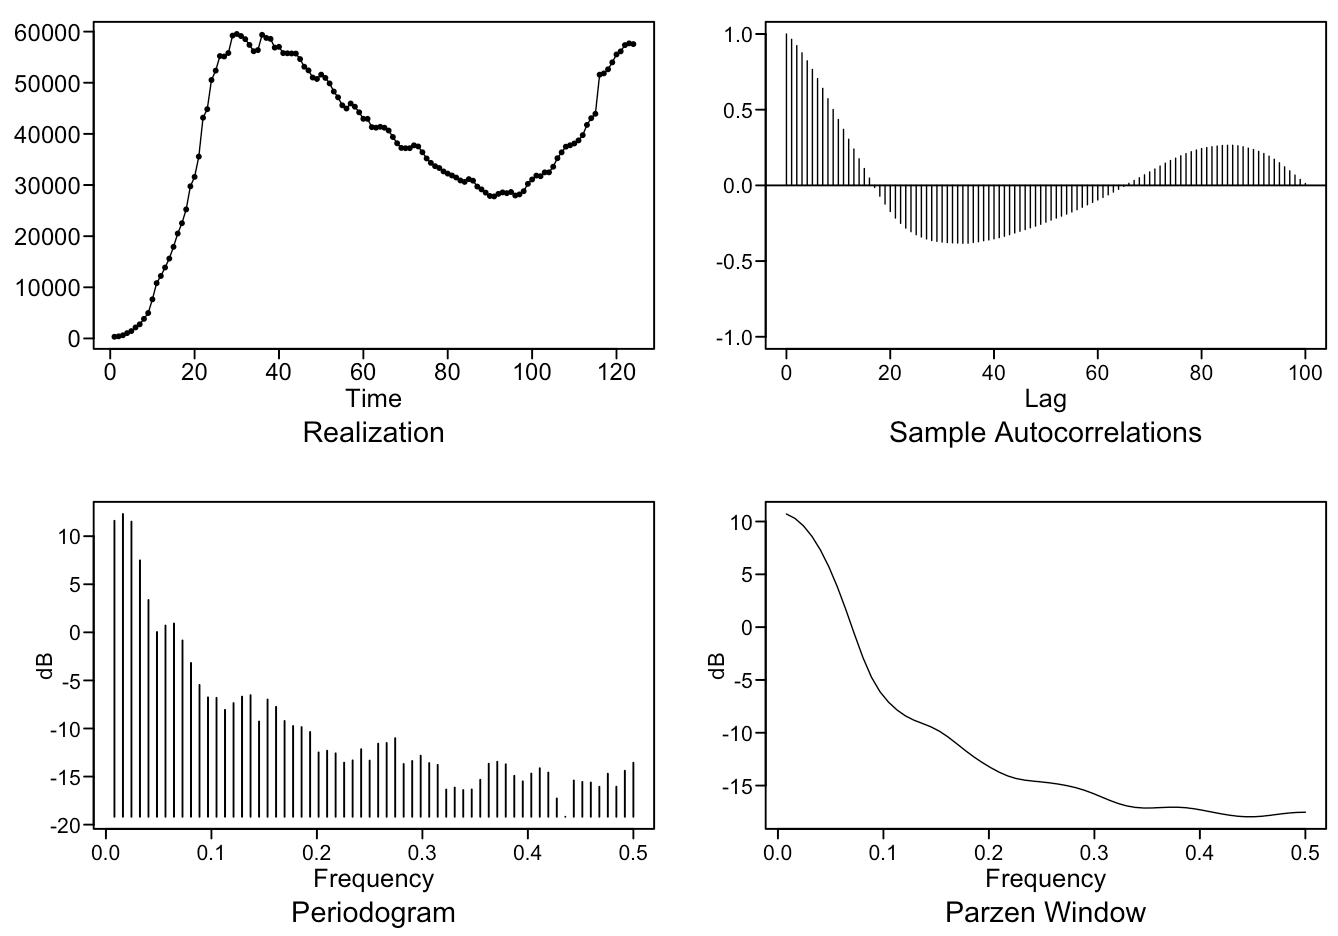 60000
50000
40000
30000
20000
10000
0
0 20 40 60 80 100 120
Time
Realization
1.0
0.5
0.0
-0.5
-1.0
0 20 40 60 80 100
Lag
Sample Autocorrelations
10
5
0
-5
-10
-15
-20
dB
0.0 0.1 0.2 0.3 0.4 0.5
Frequency
Periodogram
10
5
0
-5
-10
-15
dB
0.0 0.1 0.2 0.3 0.4 0.5
Frequency
Parzen Window